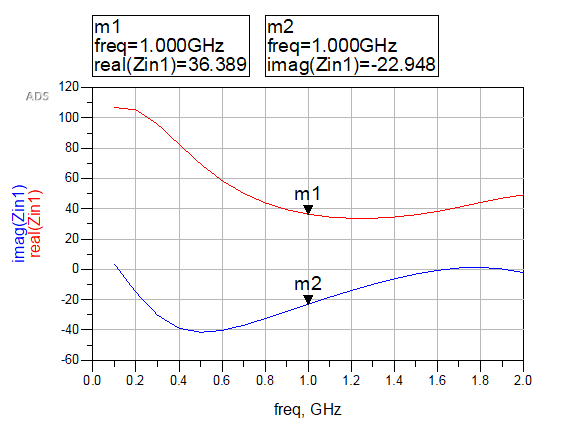 m1
freq=1.000GHz
real(Zin1)=36.389
m2
freq=1.000GHz
imag(Zin1)=-22.948
ADS
120
100
80
60
40
20
0
-20
-40
-60
imag(Zin1)
real(Zin1)
m1
m2
0.0 0.2 0.4 0.6 0.8 1.0 1.2 1.4 1.6 1.8 2.0
freq, GHz